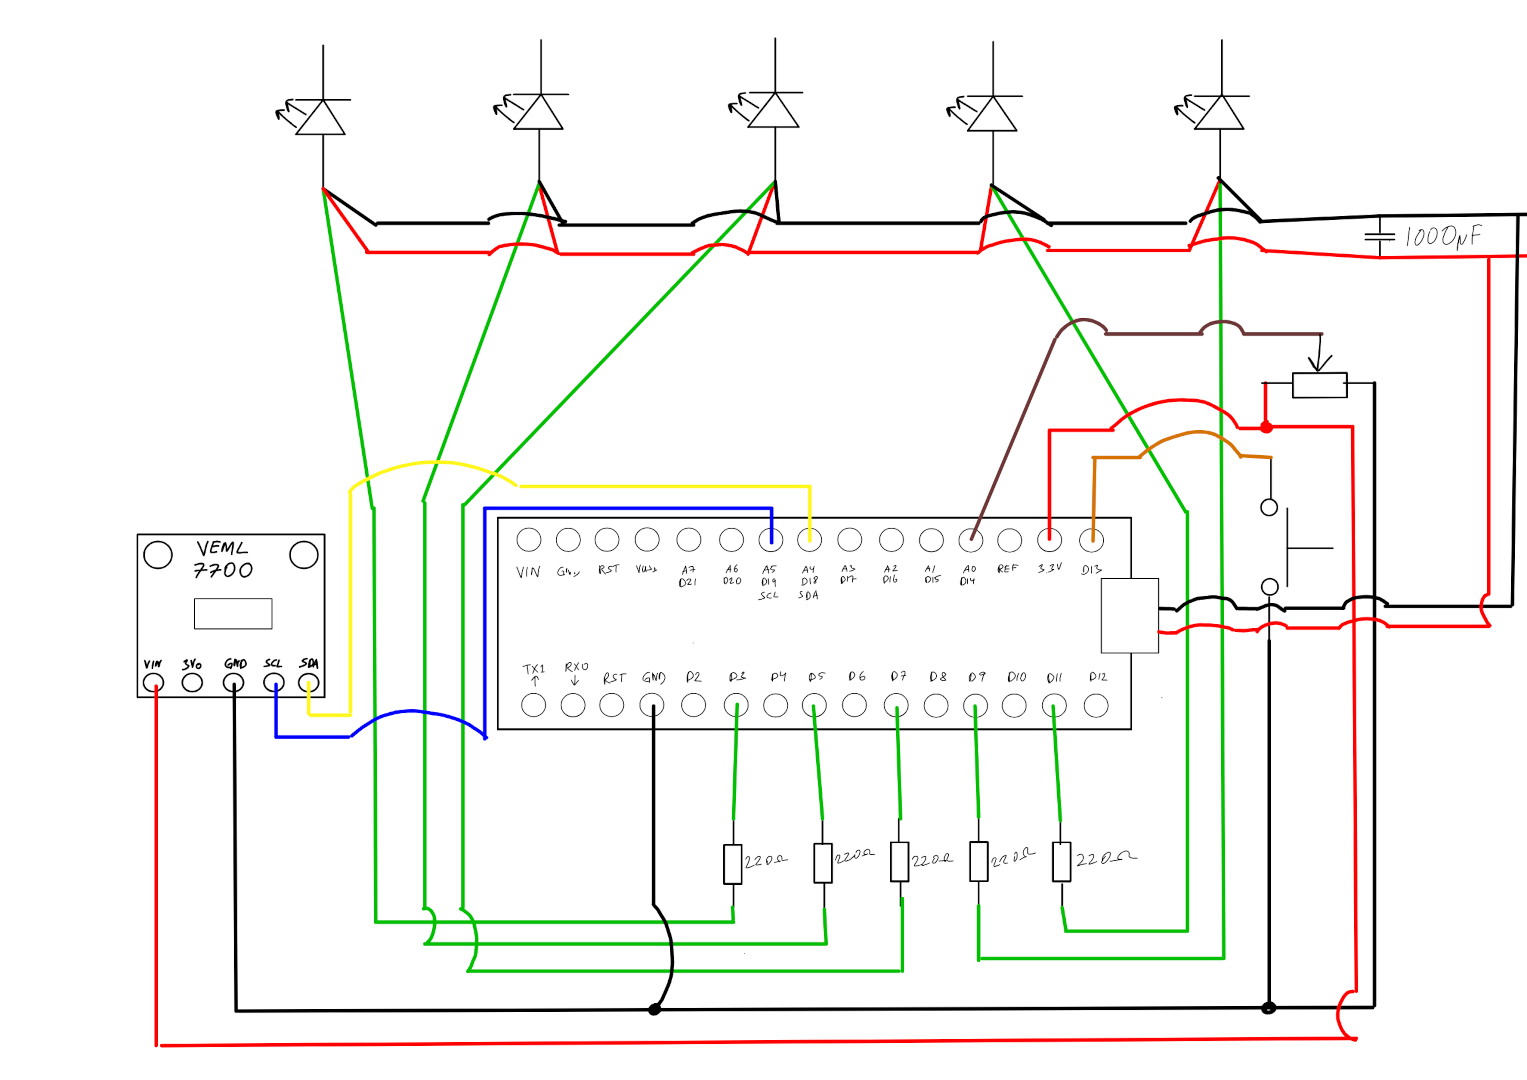 1000µF
VEML
7700
VIN 3Vo GND SCL SDA
VIN RST A7 A6 A5 A4 A3 A2 A1 A0 REF 3.3V D13
D21 D20 D19 D18 D17 D16 D15 D14
SCL SDA
TX1 RX0 RST GND D2 D3 D4 D5 D6 D7 D8 D9 D10 D11 D12
220Ω 220Ω 220Ω 220Ω 220Ω